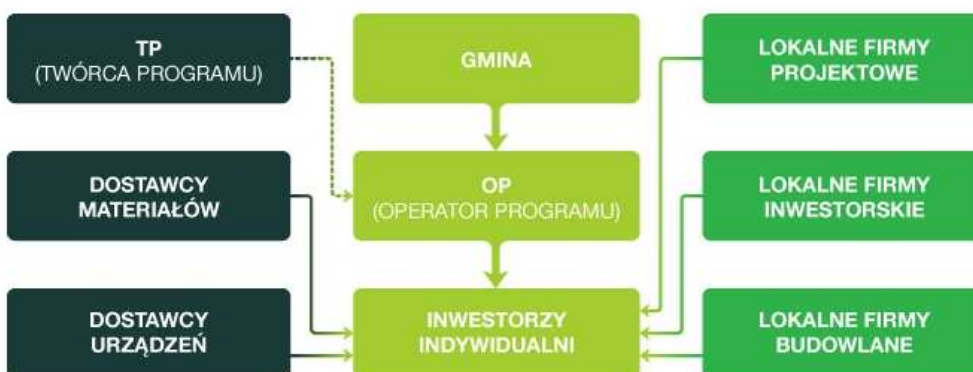 TP
(TWÓRCA PROGRAMU)
GMINA
LOKALNE FIRMY
PROJEKTOWE
DOSTAWCY
MATERIAŁÓW
OP
(OPERATOR PROGRAMU)
LOKALNE FIRMY
INWESTORSKIE
DOSTAWCY
URZĄDZEŃ
INWESTORZY
INDYWIDUALNI
LOKALNE FIRMY
BUDOWLANE